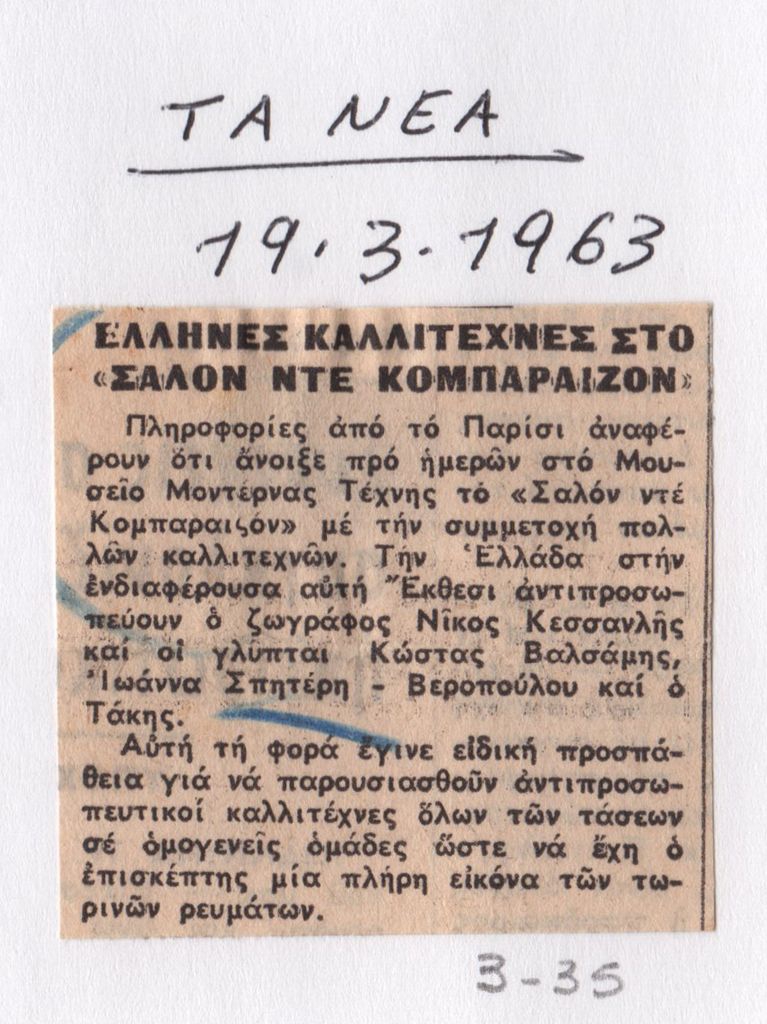 ΤΑ ΝΕΑ
19.3.1963
ΕΛΛΗΝΕΣ ΚΑΛΛΙΤΕΧΝΕΣ ΣΤΟ
«ΣΑΛΟΝ ΝΤΕ ΚΟΜΠΑΡΑΙΖΟΝ»
Πληροφορίες ἀπό τό Παρίσι ἀναφέ-
ρουν ὅτι ἄνοιξε πρό ἡμερῶν στό Μου-
σεῖο Μοντέρνας Τέχνης τό «Σαλόν ντέ
Κομπαραιζόν» μέ τήν συμμετοχή πολ-
λῶν καλλιτεχνῶν. Τήν Ἑλλάδα στήν
ἐνδιαφέρουσα αὐτή Ἔκθεσι ἀντιπροσω-
πεύουν ὁ ζωγράφος Νῖκος Κεσσανλῆς
καί οἱ γλύπται Κώστας Βαλσάμης,
Ἰωάννα Σπητέρη - Βεροπούλου καί ὁ
Τάκης.
Αὐτή τή φορά ἔγινε εἰδική προσπά-
θεια γιά νά παρουσιασθοῦν ἀντιπροσω-
πευτικοί καλλιτέχνες ὅλων τῶν τάσεων
σέ ὁμογενεῖς ὁμάδες ὥστε νά ἔχη ὁ
ἐπισκέπτης μία πλήρη εἰκόνα τῶν τω-
ρινῶν ρευμάτων.
3-35